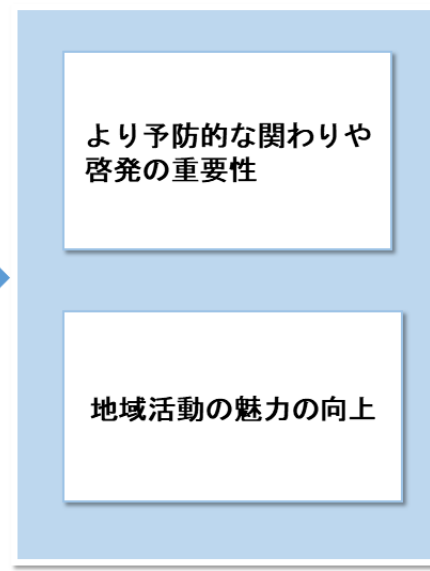 より予防的な関わりや
啓発の重要性
地域活動の魅力の向上